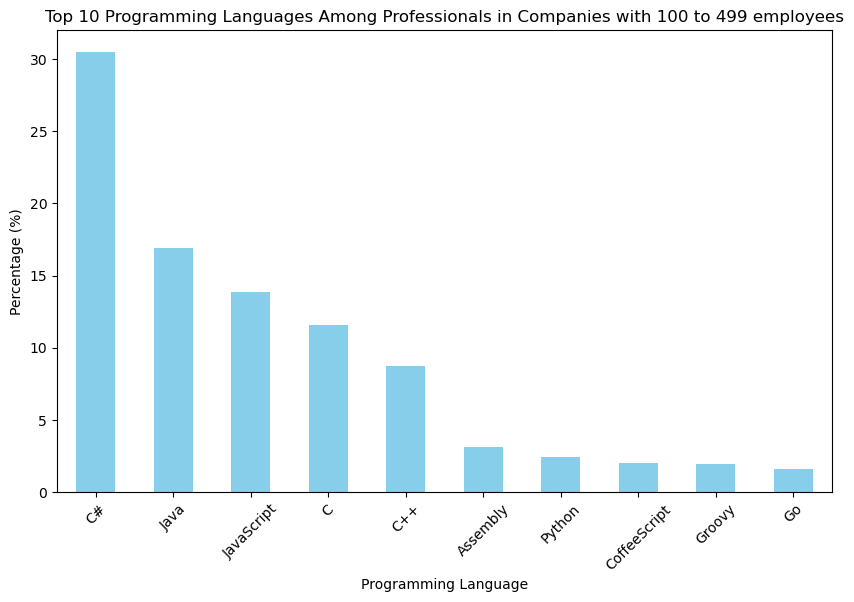 Top 10 Programming Languages Among Professionals in Companies with 100 to 499 employees
Percentage (%)
30
25
20
15
10
5
0
C#
Java
JavaScript
C
C++
Assembly
Python
CoffeeScript
Groovy
Go
Programming Language